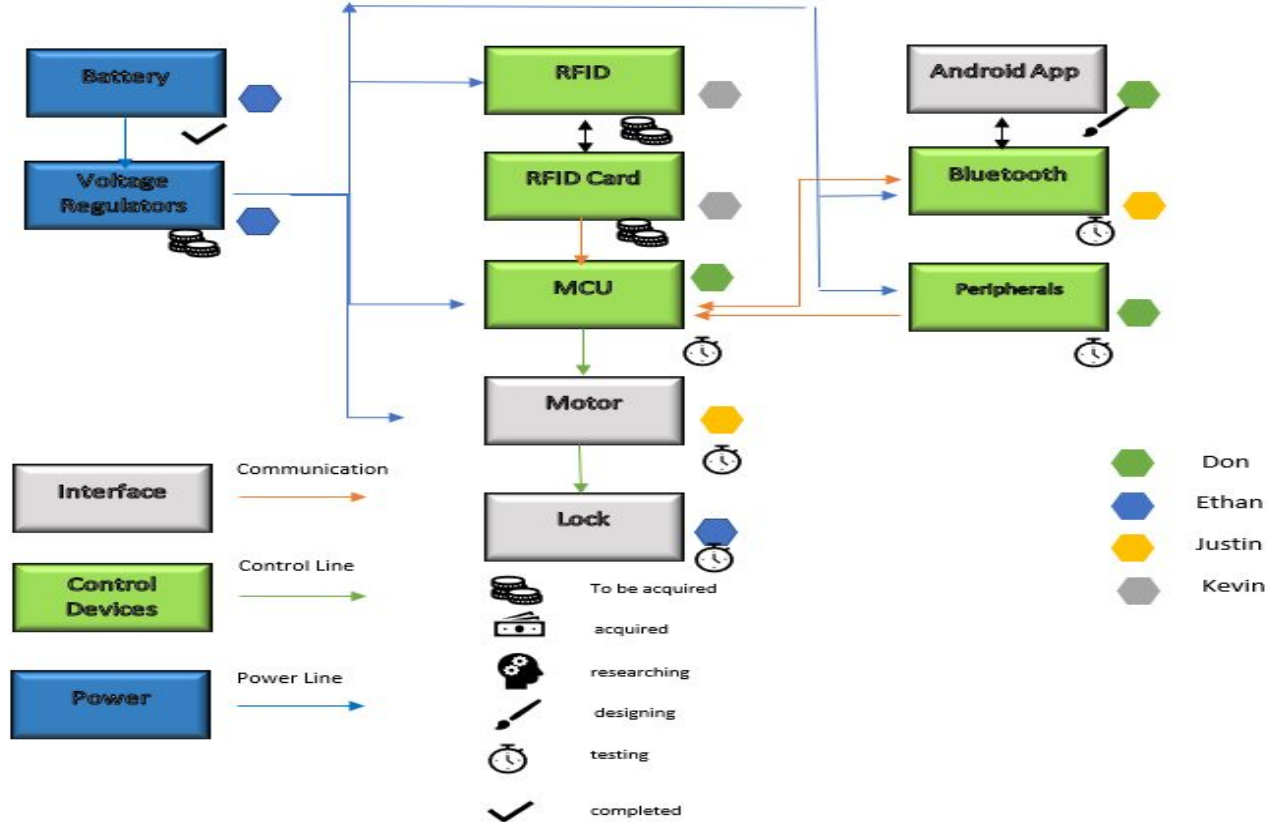 Battery
RFID
Android App
Voltage
Regulators
RFID Card
Bluetooth
MCU
Peripherals
Motor
Lock
Interface
Communication
Control
Devices
Control Line
Power
Power Line
To be acquired
acquired
researching
designing
testing
completed
Don
Ethan
Justin
Kevin